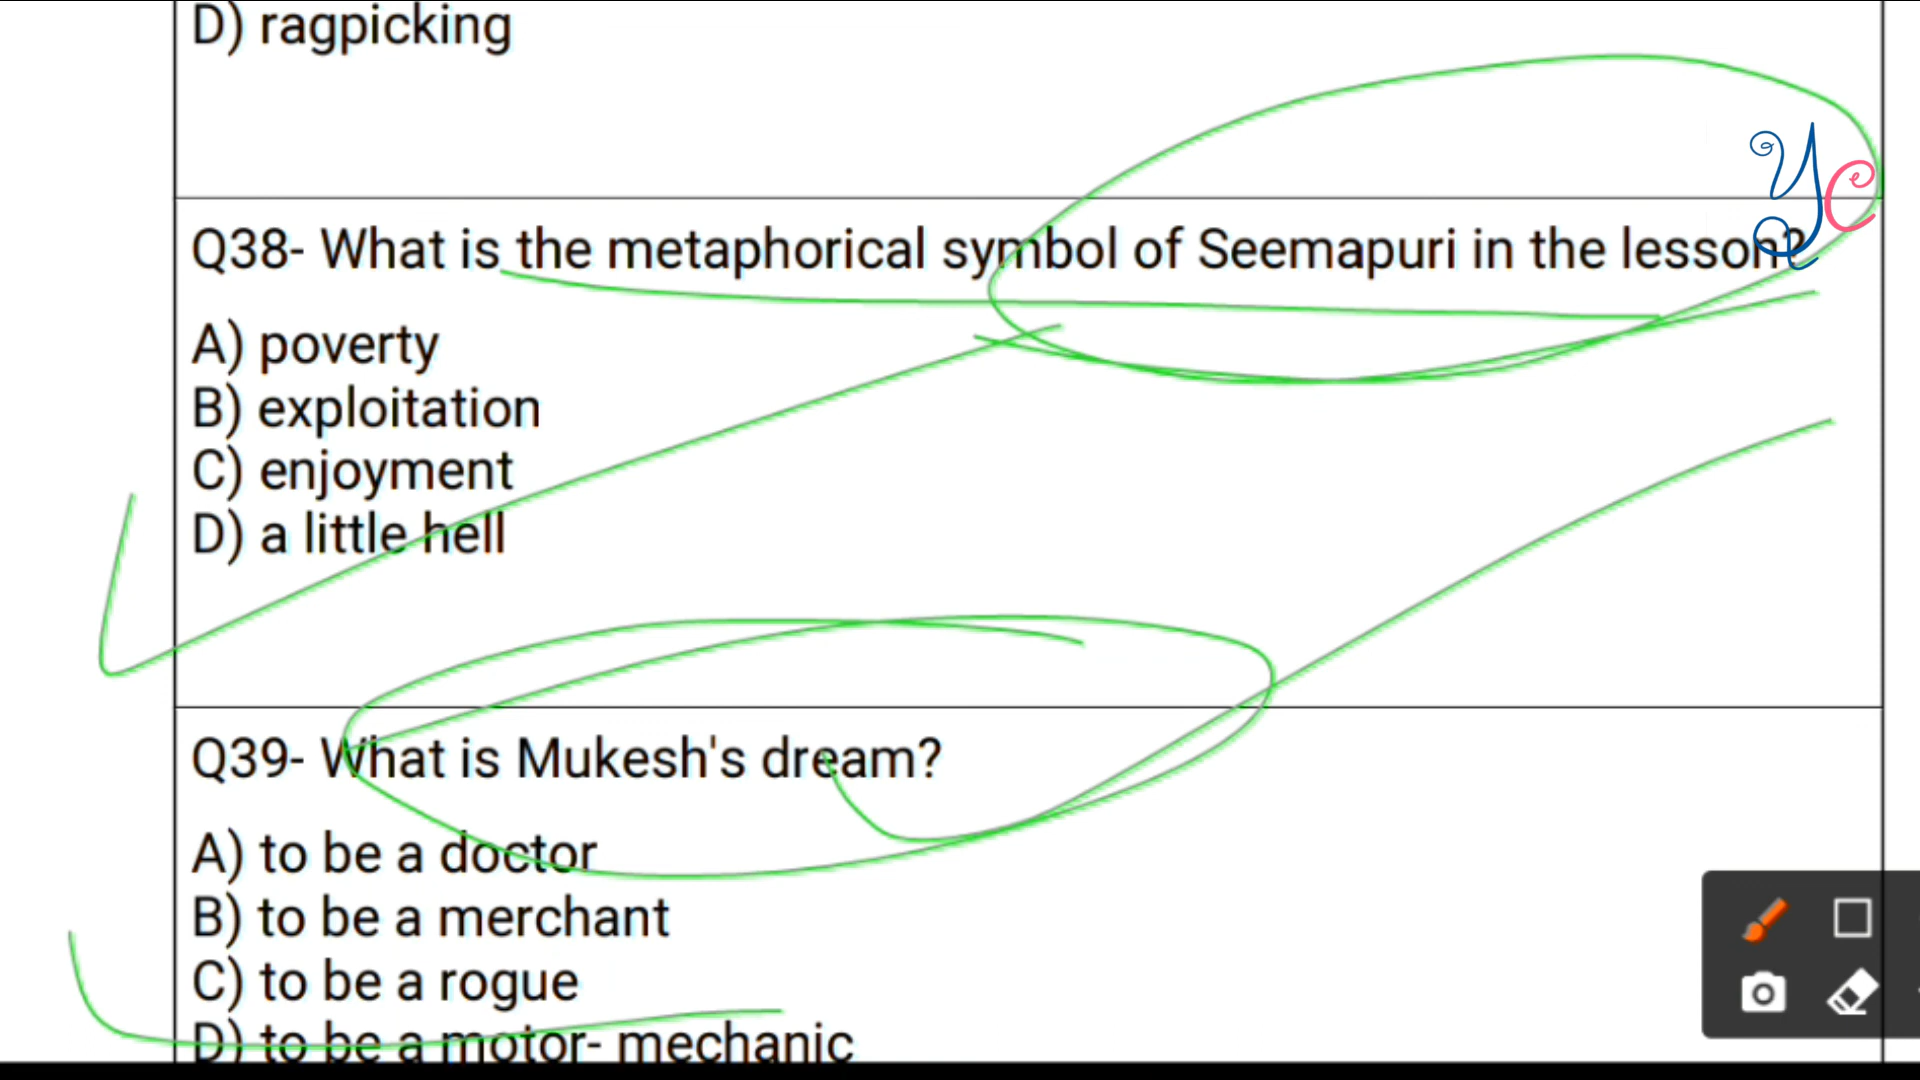 D) ragpicking
Q38- What is the metaphorical symbol of Seemapuri in the lesson?
A) poverty
B) exploitation
C) enjoyment
D) a little hell
Q39- What is Mukesh's dream?
A) to be a doctor
B) to be a merchant
C) to be a rogue
D) to be a motor- mechanic
YC